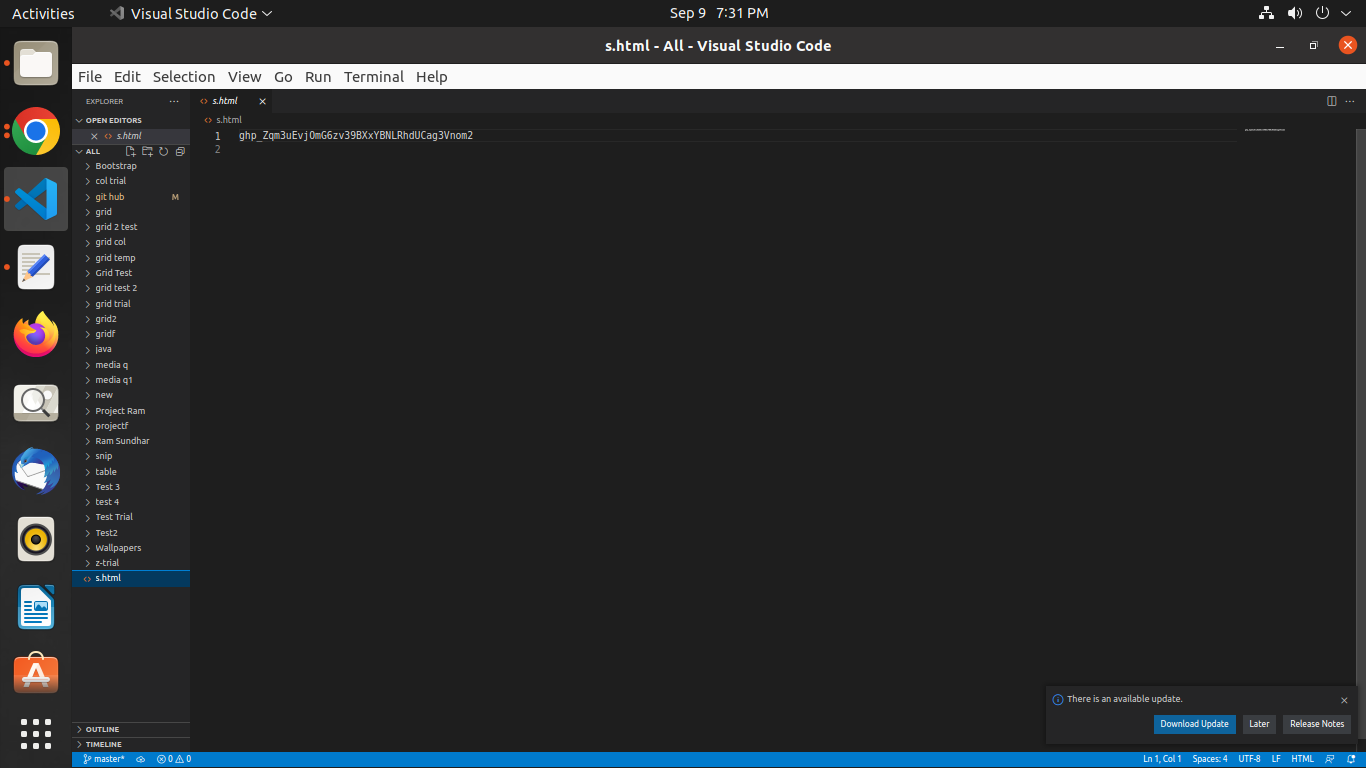 Activities
Visual Studio Code
Sep 9 7:31 PM
s.html - All - Visual Studio Code
File Edit Selection View Go Run Terminal Help
EXPLORER
s.html
OPEN EDITORS
s.html
ALL
Bootstrap
col trial
git hub M
grid
grid 2 test
grid col
grid temp
Grid Test
grid test 2
grid trial
grid2
gridf
java
media q
media q1
new
Project Ram
projectf
Ram Sundhar
snip
table
Test 3
test 4
Test Trial
Test2
Wallpapers
z-trial
s.html
OUTLINE
TIMELINE
s.html
1 [GitHub access token redacted]
2
There is an available update.
Download Update Later Release Notes
master* 0 0
Ln 1, Col 1 Spaces: 4 UTF-8 LF HTML